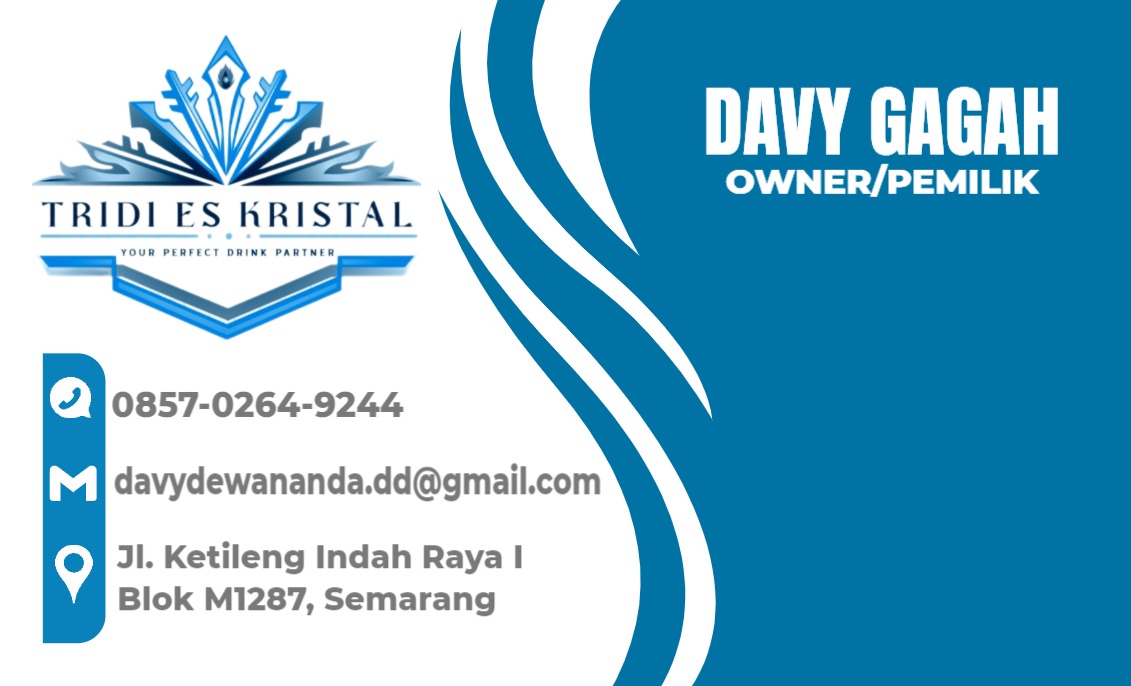 TRIDI ES KRISTAL
YOUR PERFECT DRINK PARTNER
DAVY GAGAH
OWNER/PEMILIK
0857-0264-9244
davydewananda.dd@gmail.com
Jl. Ketileng Indah Raya I
Blok M1287, Semarang